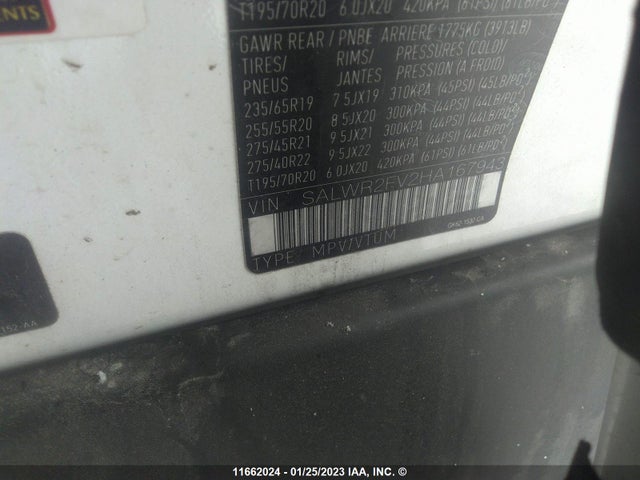 ENTS
T195/70R20 6.0JX20 420KPA (61PSI) (61LB/PO²)
GAWR REAR / PNBE ARRIERE 1775KG (3913LB)
TIRES/ RIMS/ PRESSURES (COLD)/
PNEUS JANTES PRESSION (A FROID)
235/65R19 7.5JX19 310KPA (45PSI) (45LB/PO²)
255/55R20 8.5JX20 300KPA (44PSI) (44LB/PO²)
275/45R21 9.5JX21 300KPA (44PSI) (44LB/PO²)
275/40R22 9.5JX22 300KPA (44PSI) (44LB/PO²)
T195/70R20 6.0JX20 420KPA (61PSI) (61LB/PO²)
VIN SALWR2FV2HA167943
TYPE MPV/VTUM
152-AA
11662024 - 01/25/2023 IAA, Inc. ©